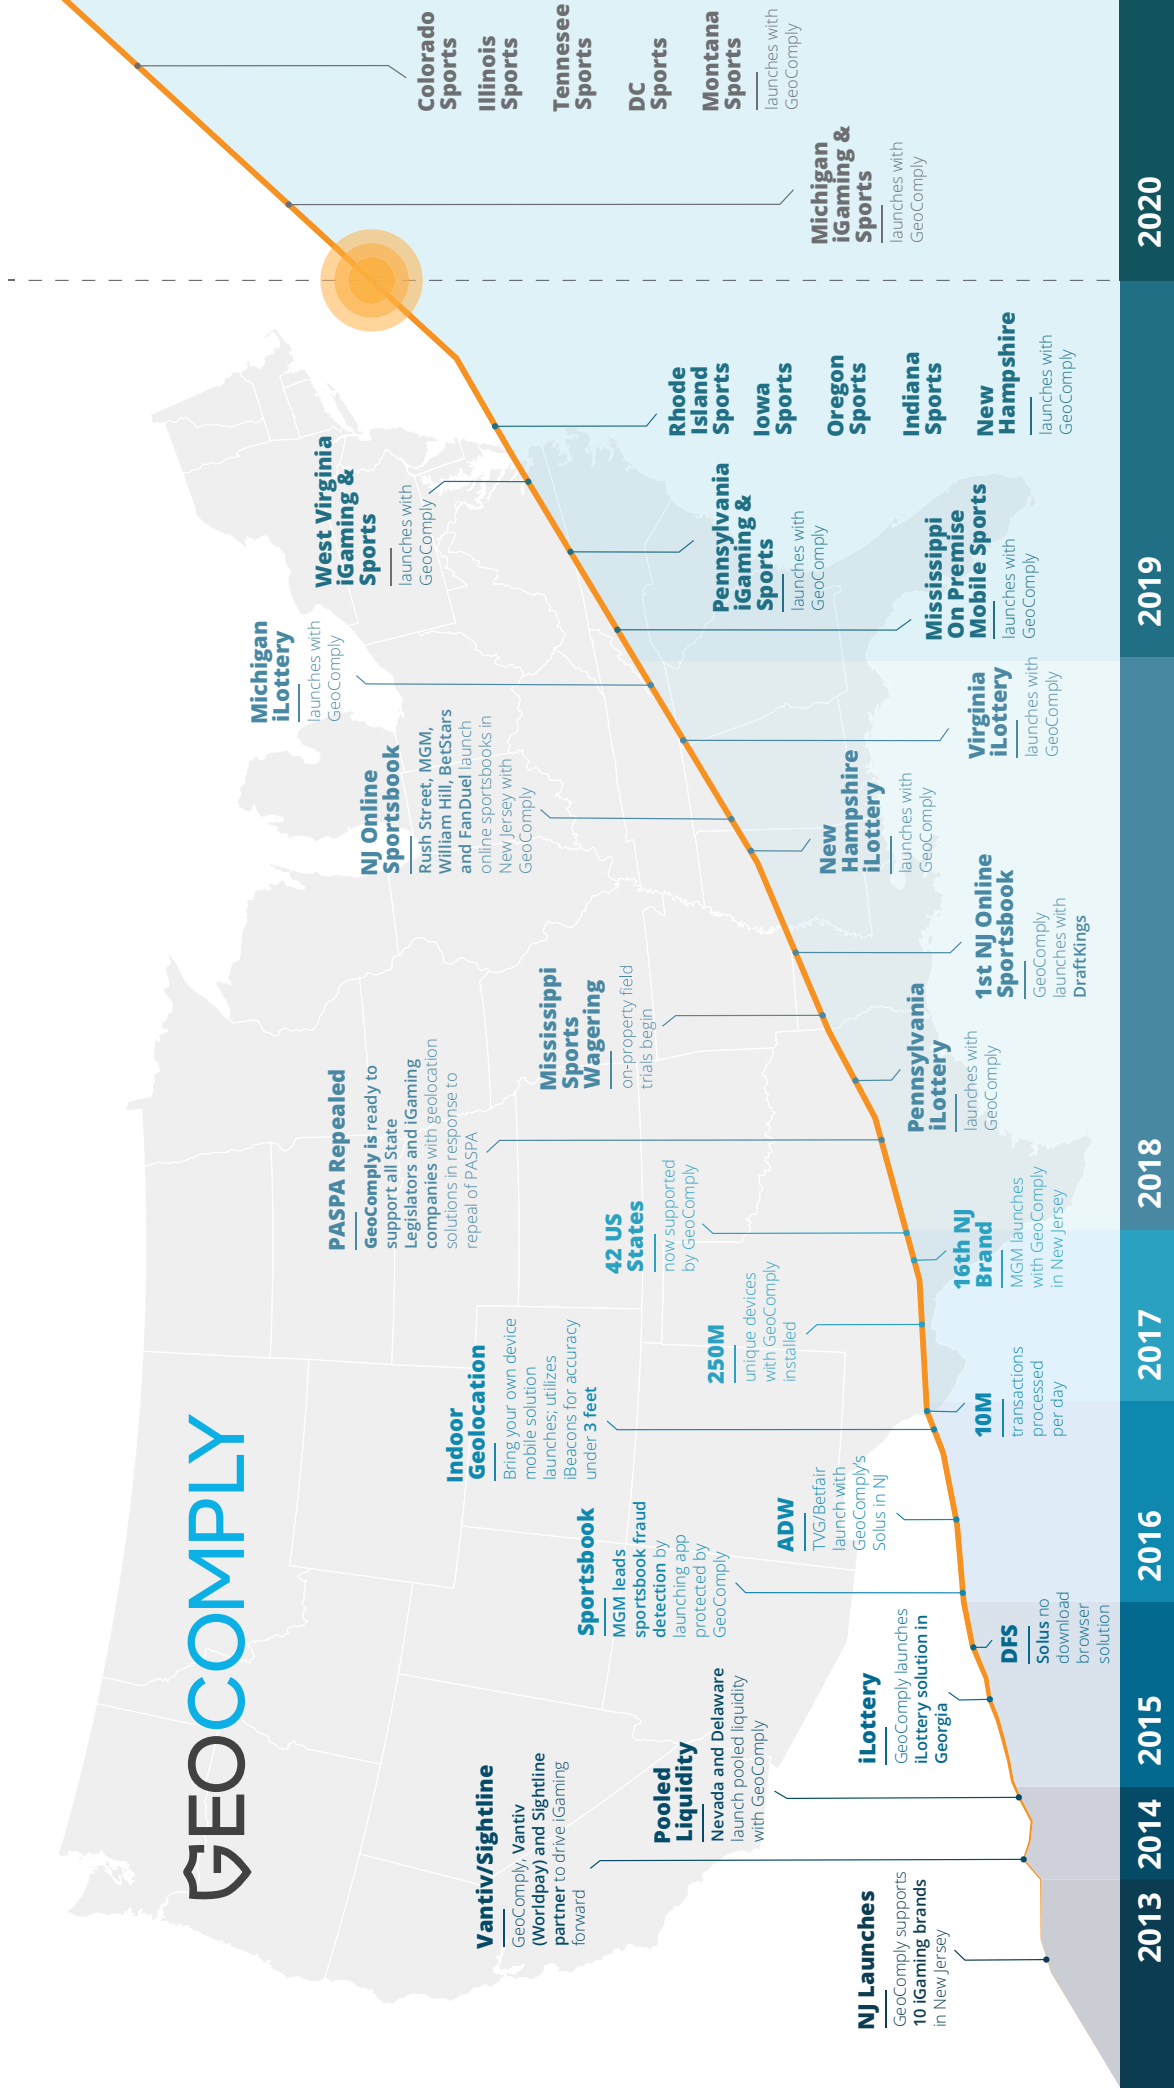 GEOCOMPLY
NJ Launches
GeoComply supports
10 iGaming brands
in New Jersey
Vantiv/Sightline
GeoComply, Vantiv
(Worldpay) and Sightline
partner to drive iGaming
forward
Pooled
Liquidity
Nevada and Delaware
launch pooled liquidity
with GeoComply
iLottery
GeoComply launches
iLottery solution in
Georgia
DFS
Solus no
download
browser
solution
Sportsbook
MGM leads
sportsbook fraud
detection by
launching app
protected by
GeoComply
ADW
TVG/Betfair
launch with
GeoComply's
Solus in NJ
Indoor
Geolocation
Bring your own device
mobile solution
launches; utilizes
iBeacons for accuracy
under 3 feet
10M
transactions
processed
per day
250M
unique devices
with GeoComply
installed
16th NJ
Brand
MGM launches
with GeoComply
in New Jersey
42 US
States
now supported
by GeoComply
PASPA Repealed
GeoComply is ready to
support all State
Legislators and iGaming
companies with geolocation
solutions in response to
repeal of PASPA
Pennsylvania
iLottery
launches with
GeoComply
Mississippi
Sports
Wagering
on-property field
trials begin
1st NJ Online
Sportsbook
GeoComply
launches with
DraftKings
New
Hampshire
iLottery
launches with
GeoComply
NJ Online
Sportsbook
Rush Street, MGM,
William Hill, BetStars
and FanDuel launch
online sportsbooks in
New Jersey with
GeoComply
Virginia
iLottery
launches with
GeoComply
Michigan
iLottery
launches with
GeoComply
Mississippi
On Premise
Mobile Sports
launches with
GeoComply
Pennsylvania
iGaming &
Sports
launches with
GeoComply
West Virginia
iGaming &
Sports
launches with
GeoComply
Rhode
Island
Sports
Iowa
Sports
Oregon
Sports
Indiana
Sports
New
Hampshire
launches with
GeoComply
Michigan
iGaming &
Sports
launches with
GeoComply
Colorado
Sports
Illinois
Sports
Tennesee
Sports
DC
Sports
Montana
Sports
launches with
GeoComply
2013
2014
2015
2016
2017
2018
2019
2020